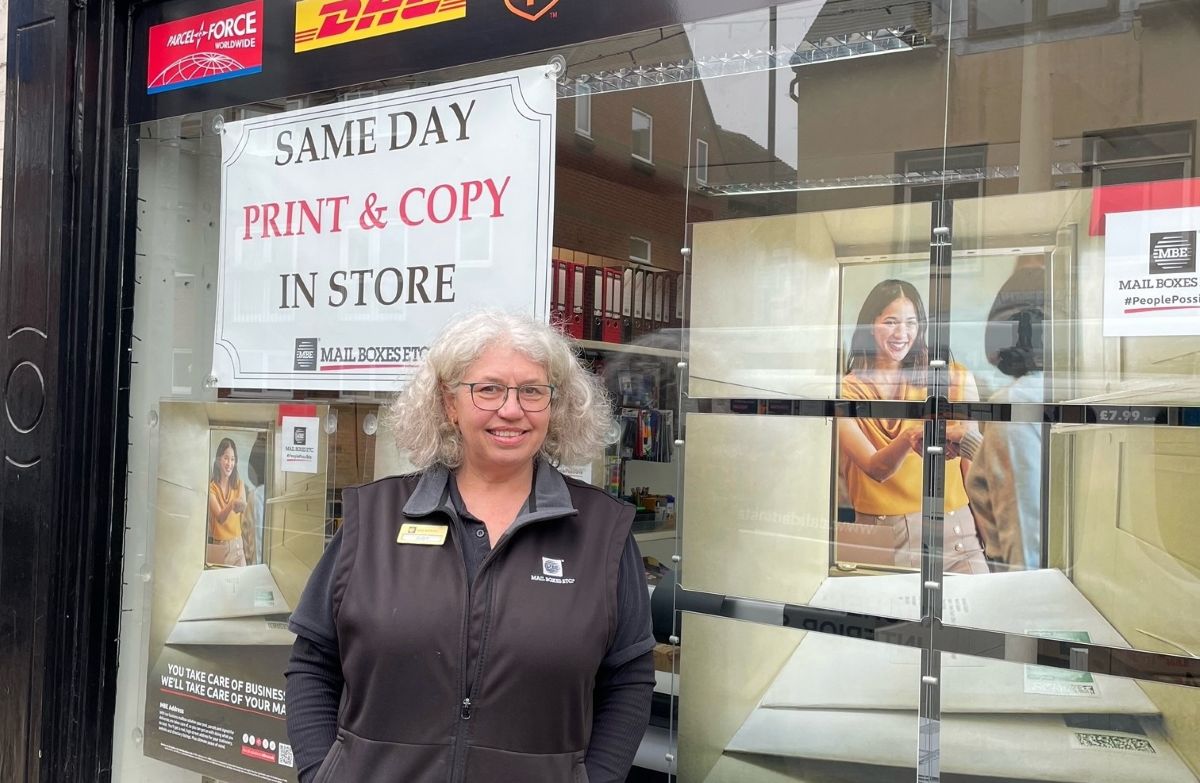 PARCEL FORCE
WORLDWIDE
DHL
SAME DAY
PRINT & COPY
IN STORE
MBE
MAIL BOXES ETC
MBE
MAIL BOXES
#PeoplePossi
£7.99
MAIL BOXES ETC
#PeoplePossible
MBE
MAIL BOXES ETC
YOU TAKE CARE OF BUSINESS
WE'LL TAKE CARE OF YOUR MA
MBE Address